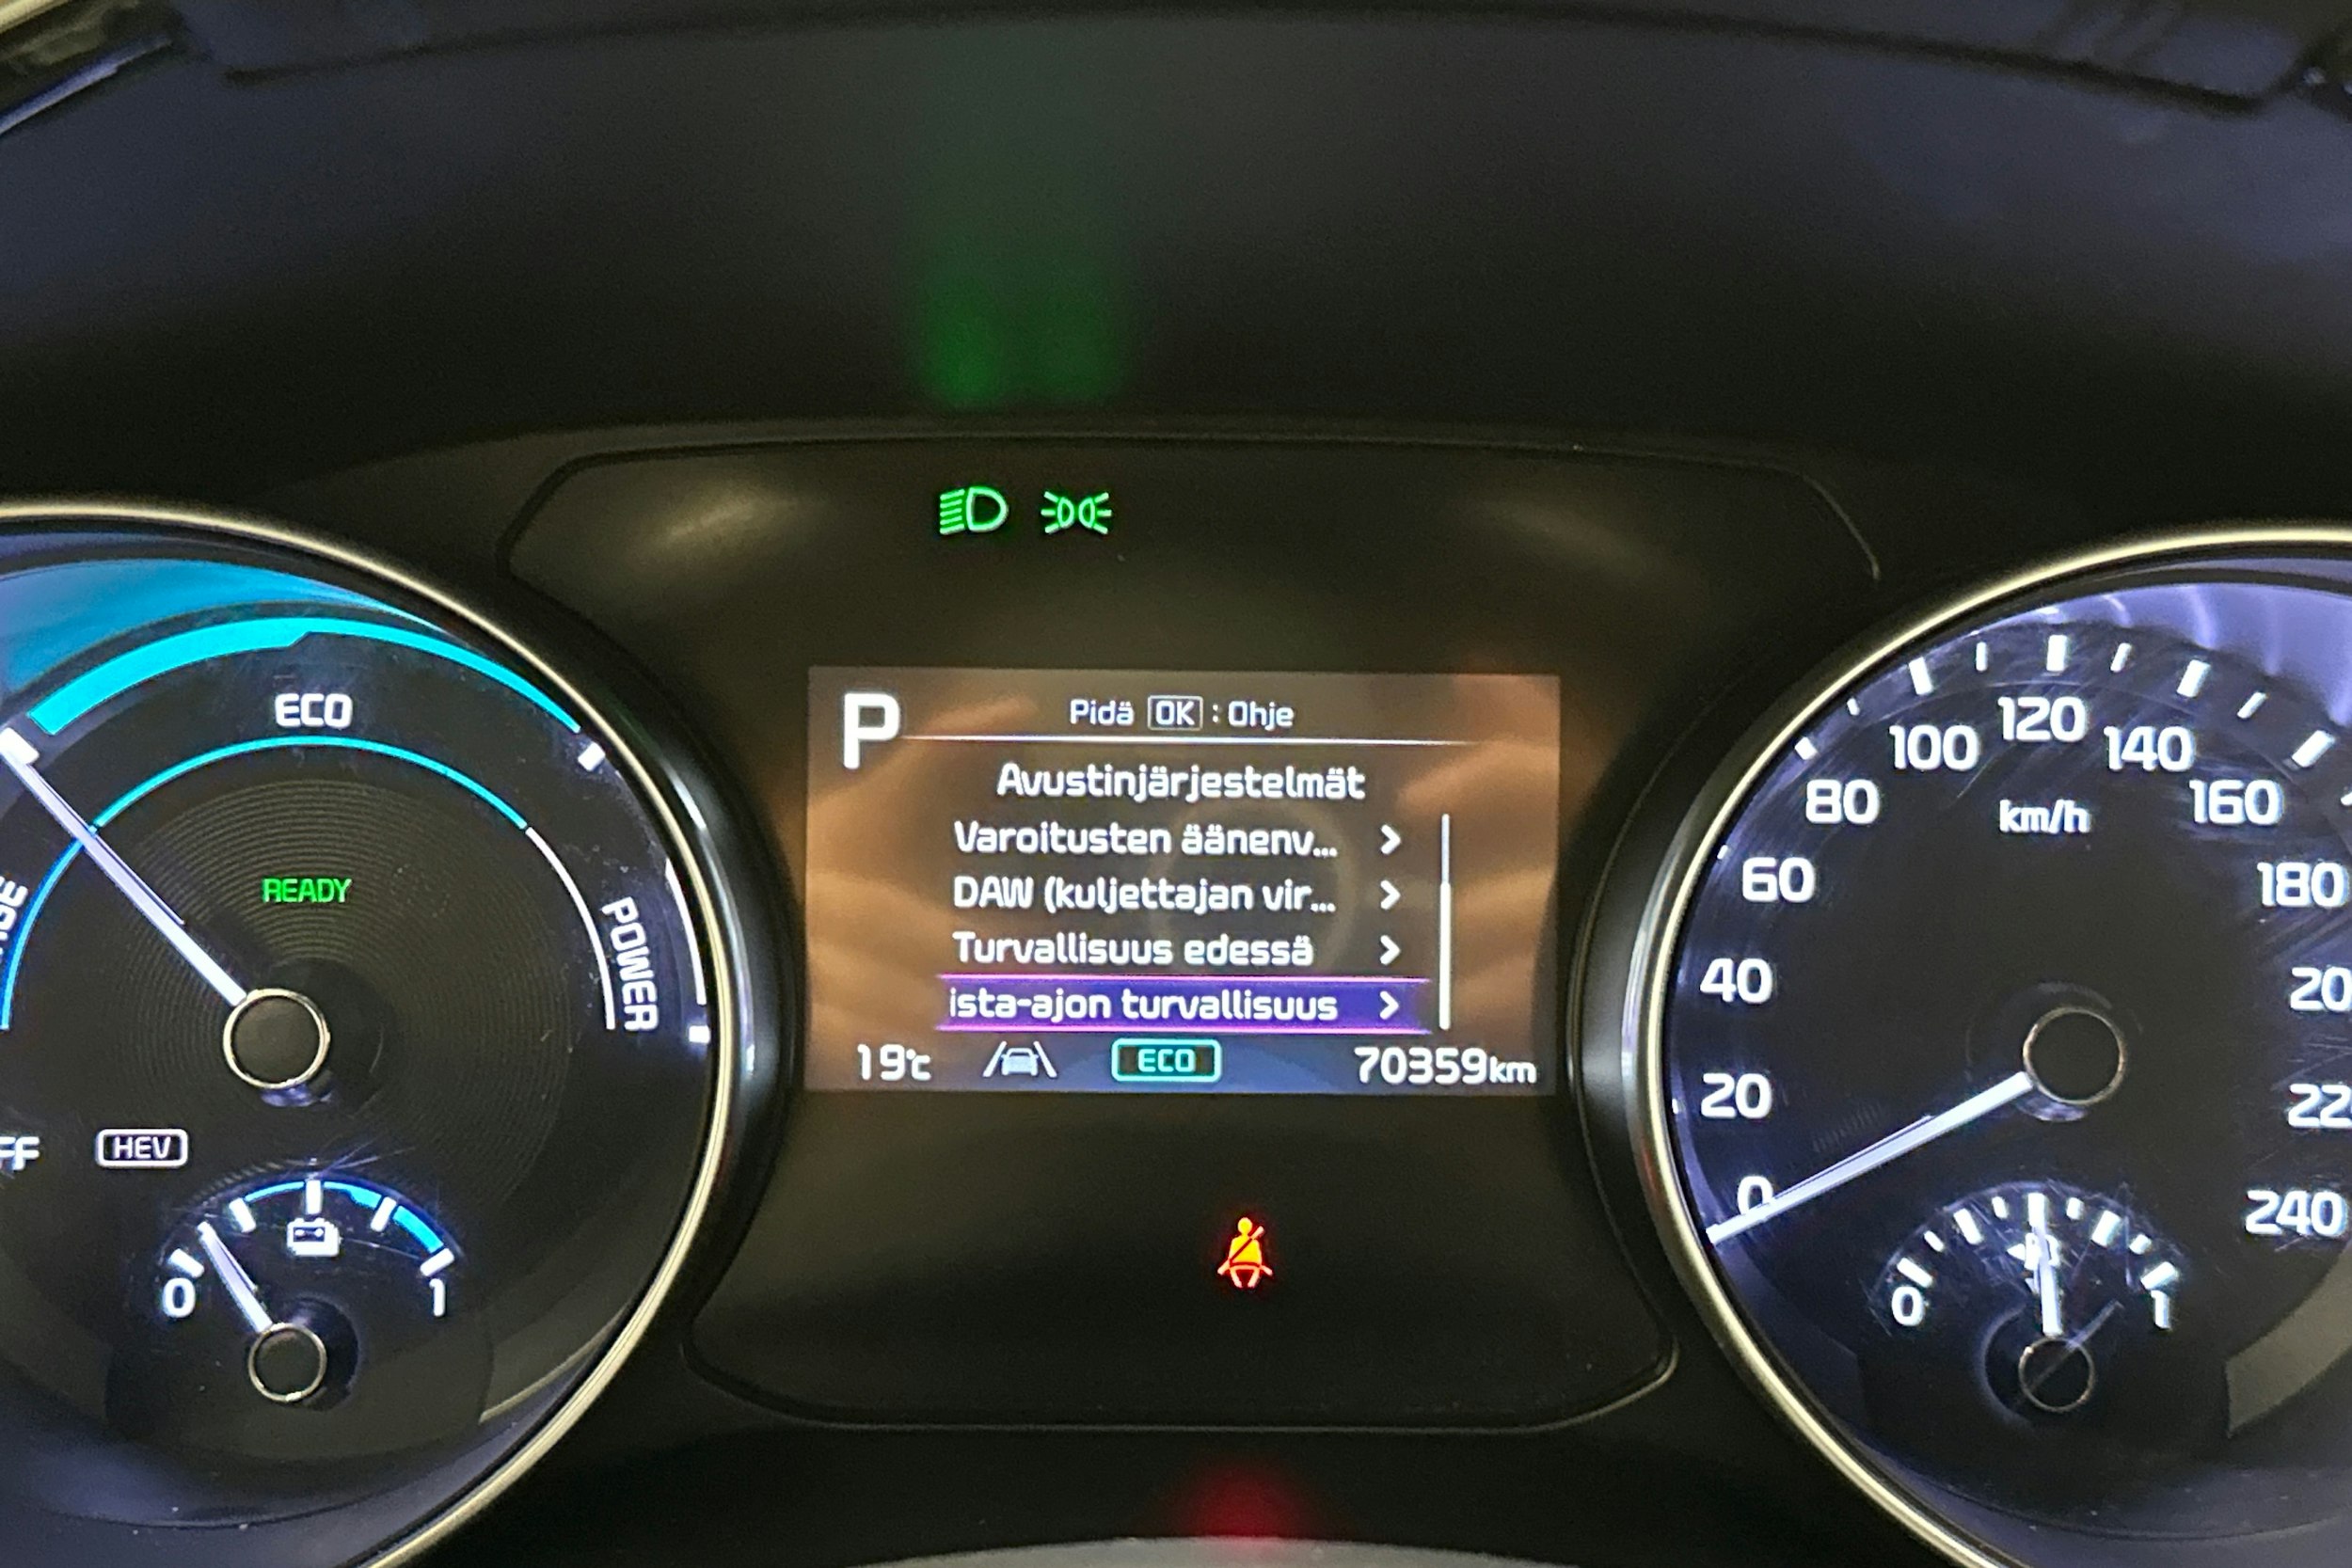 P
Pidä OK : Ohje
Avustinjärjestelmät
Varoitusten äänenv... >
DAW (kuljettajan vir... >
Turvallisuus edessä >
ista-ajon turvallisuus >
19°C
ECO
70359km
ECO
READY
POWER
HEV
0
1
0
20
40
60
80
100
120
140
160
180
240
km/h
0
1